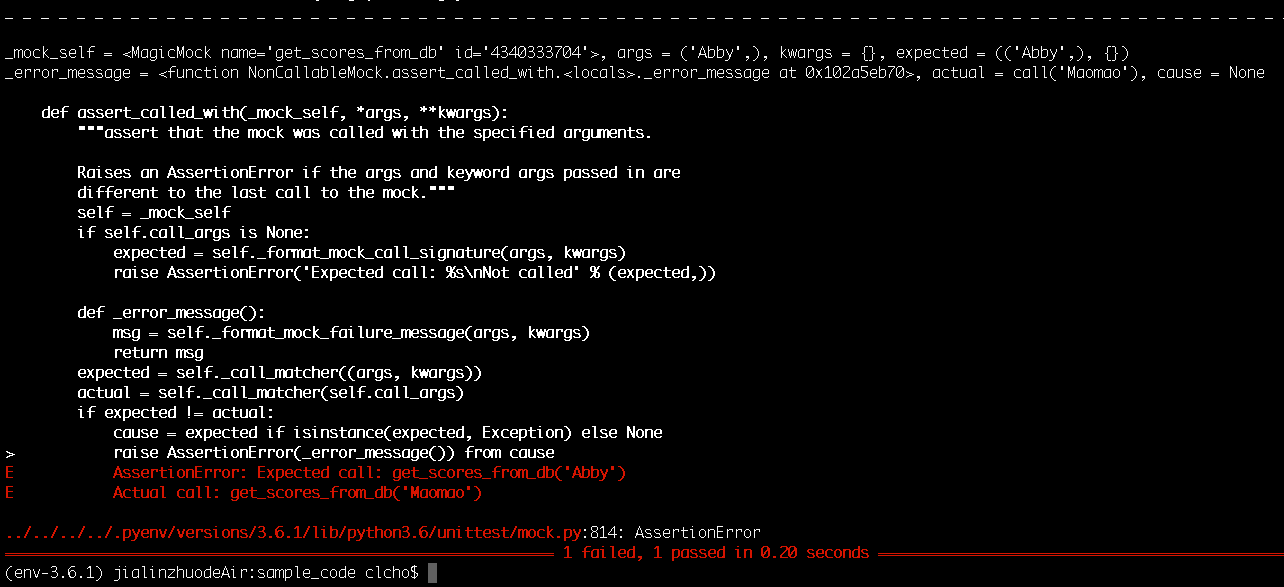 _mock_self = <MagicMock name='get_scores_from_db' id='4340333704'>, args = ('Abby',), kwargs = {}, expected = (('Abby',), {})
_error_message = <function NonCallableMock.assert_called_with.<locals>._error_message at 0x102a5eb70>, actual = call('Maomao'), cause = None
def assert_called_with(_mock_self, *args, **kwargs):
"""assert that the mock was called with the specified arguments.
Raises an AssertionError if the args and keyword args passed in are
different to the last call to the mock."""
self = _mock_self
if self.call_args is None:
expected = self._format_mock_call_signature(args, kwargs)
raise AssertionError('Expected call: %s\nNot called' % (expected,))
def _error_message():
msg = self._format_mock_failure_message(args, kwargs)
return msg
expected = self._call_matcher((args, kwargs))
actual = self._call_matcher(self.call_args)
if expected != actual:
cause = expected if isinstance(expected, Exception) else None
> raise AssertionError(_error_message()) from cause
E AssertionError: Expected call: get_scores_from_db('Abby')
E Actual call: get_scores_from_db('Maomao')
../../../../.pyenv/versions/3.6.1/lib/python3.6/unittest/mock.py:814: AssertionError
1 failed, 1 passed in 0.20 seconds
(env-3.6.1) jialinzhuodeAir:sample_code clcho$